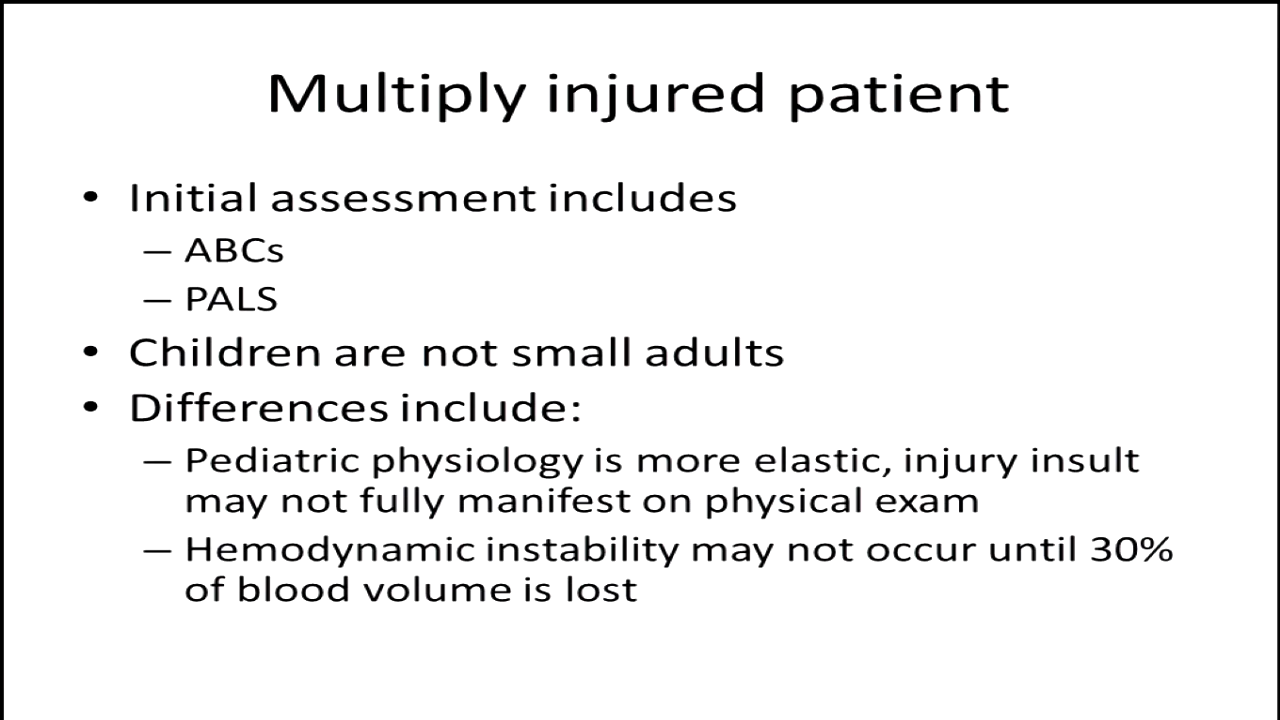 Multiply injured patient
• Initial assessment includes
– ABCs
– PALS
• Children are not small adults
• Differences include:
– Pediatric physiology is more elastic, injury insult
may not fully manifest on physical exam
– Hemodynamic instability may not occur until 30%
of blood volume is lost